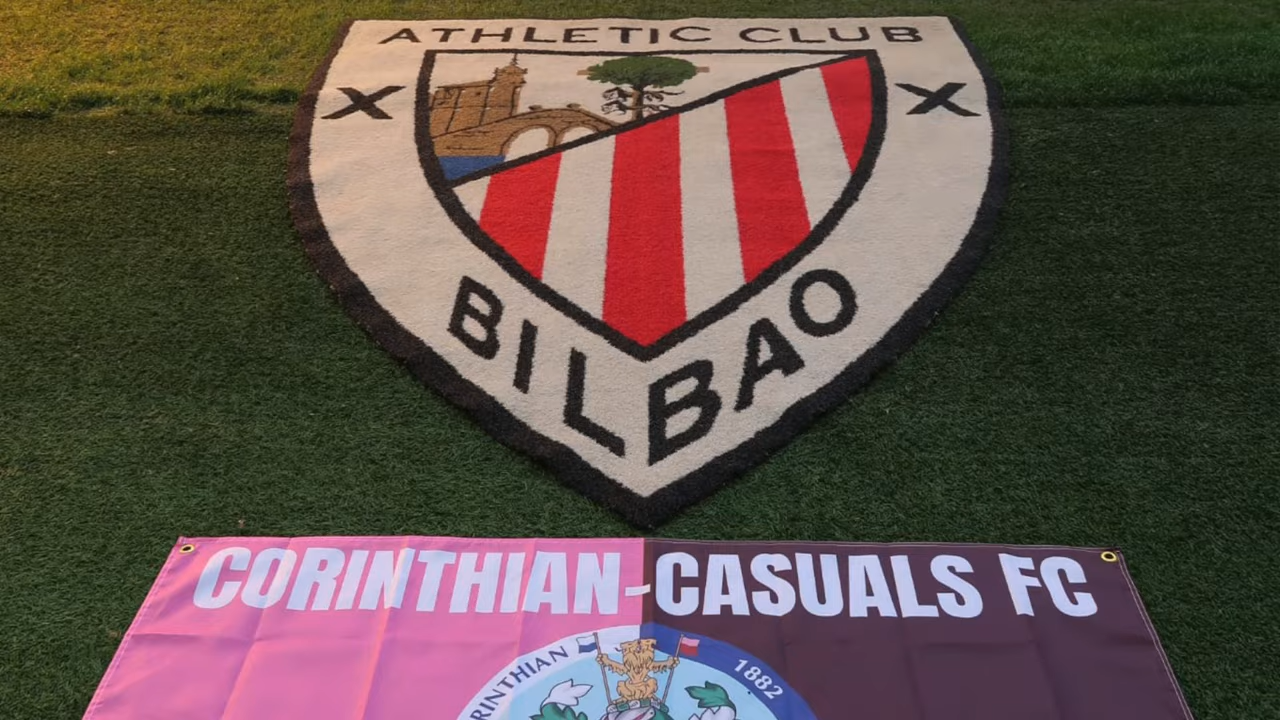 ATHLETIC CLUB
X X
BILBAO
CORINTHIAN-CASUALS FC
1882